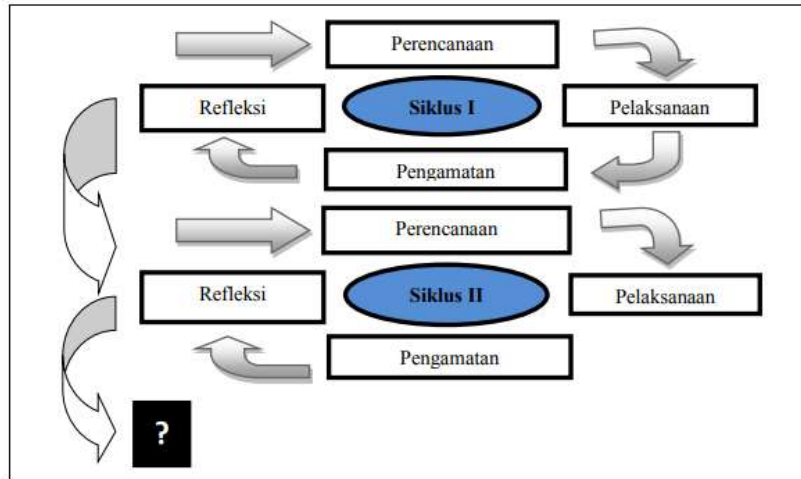 Perencanaan
Refleksi
Siklus I
Pelaksanaan
Pengamatan
Perencanaan
Refleksi
Siklus II
Pelaksanaan
Pengamatan
?